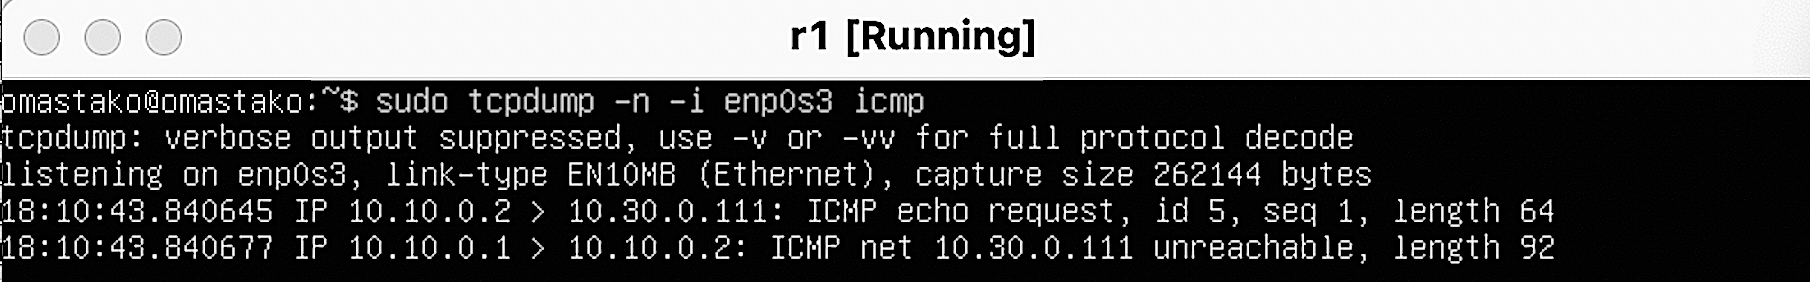 r1 [Running]
omastako@omastako:~$ sudo tcpdump -n -i enp0s3 icmp
tcpdump: verbose output suppressed, use -v or -vv for full protocol decode
listening on enp0s3, link-type EN10MB (Ethernet), capture size 262144 bytes
18:10:43.840645 IP 10.10.0.2 > 10.30.0.111: ICMP echo request, id 5, seq 1, length 64
18:10:43.840677 IP 10.10.0.1 > 10.10.0.2: ICMP net 10.30.0.111 unreachable, length 92